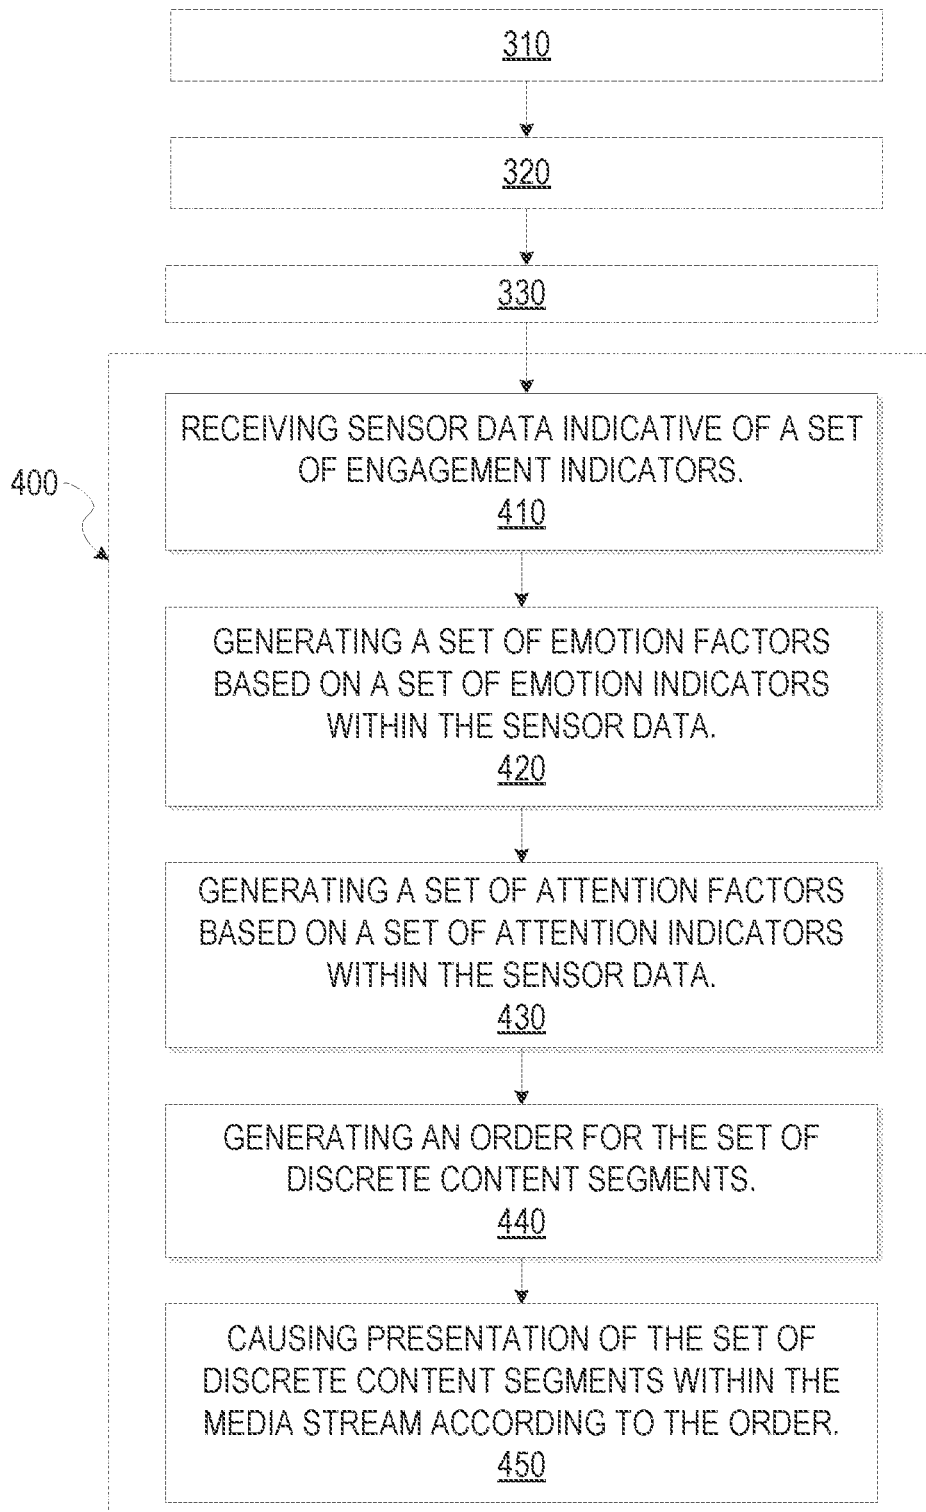 310
320
330
400
RECEIVING SENSOR DATA INDICATIVE OF A SET
OF ENGAGEMENT INDICATORS.
410
GENERATING A SET OF EMOTION FACTORS
BASED ON A SET OF EMOTION INDICATORS
WITHIN THE SENSOR DATA.
420
GENERATING A SET OF ATTENTION FACTORS
BASED ON A SET OF ATTENTION INDICATORS
WITHIN THE SENSOR DATA.
430
GENERATING AN ORDER FOR THE SET OF
DISCRETE CONTENT SEGMENTS.
440
CAUSING PRESENTATION OF THE SET OF
DISCRETE CONTENT SEGMENTS WITHIN THE
MEDIA STREAM ACCORDING TO THE ORDER.
450